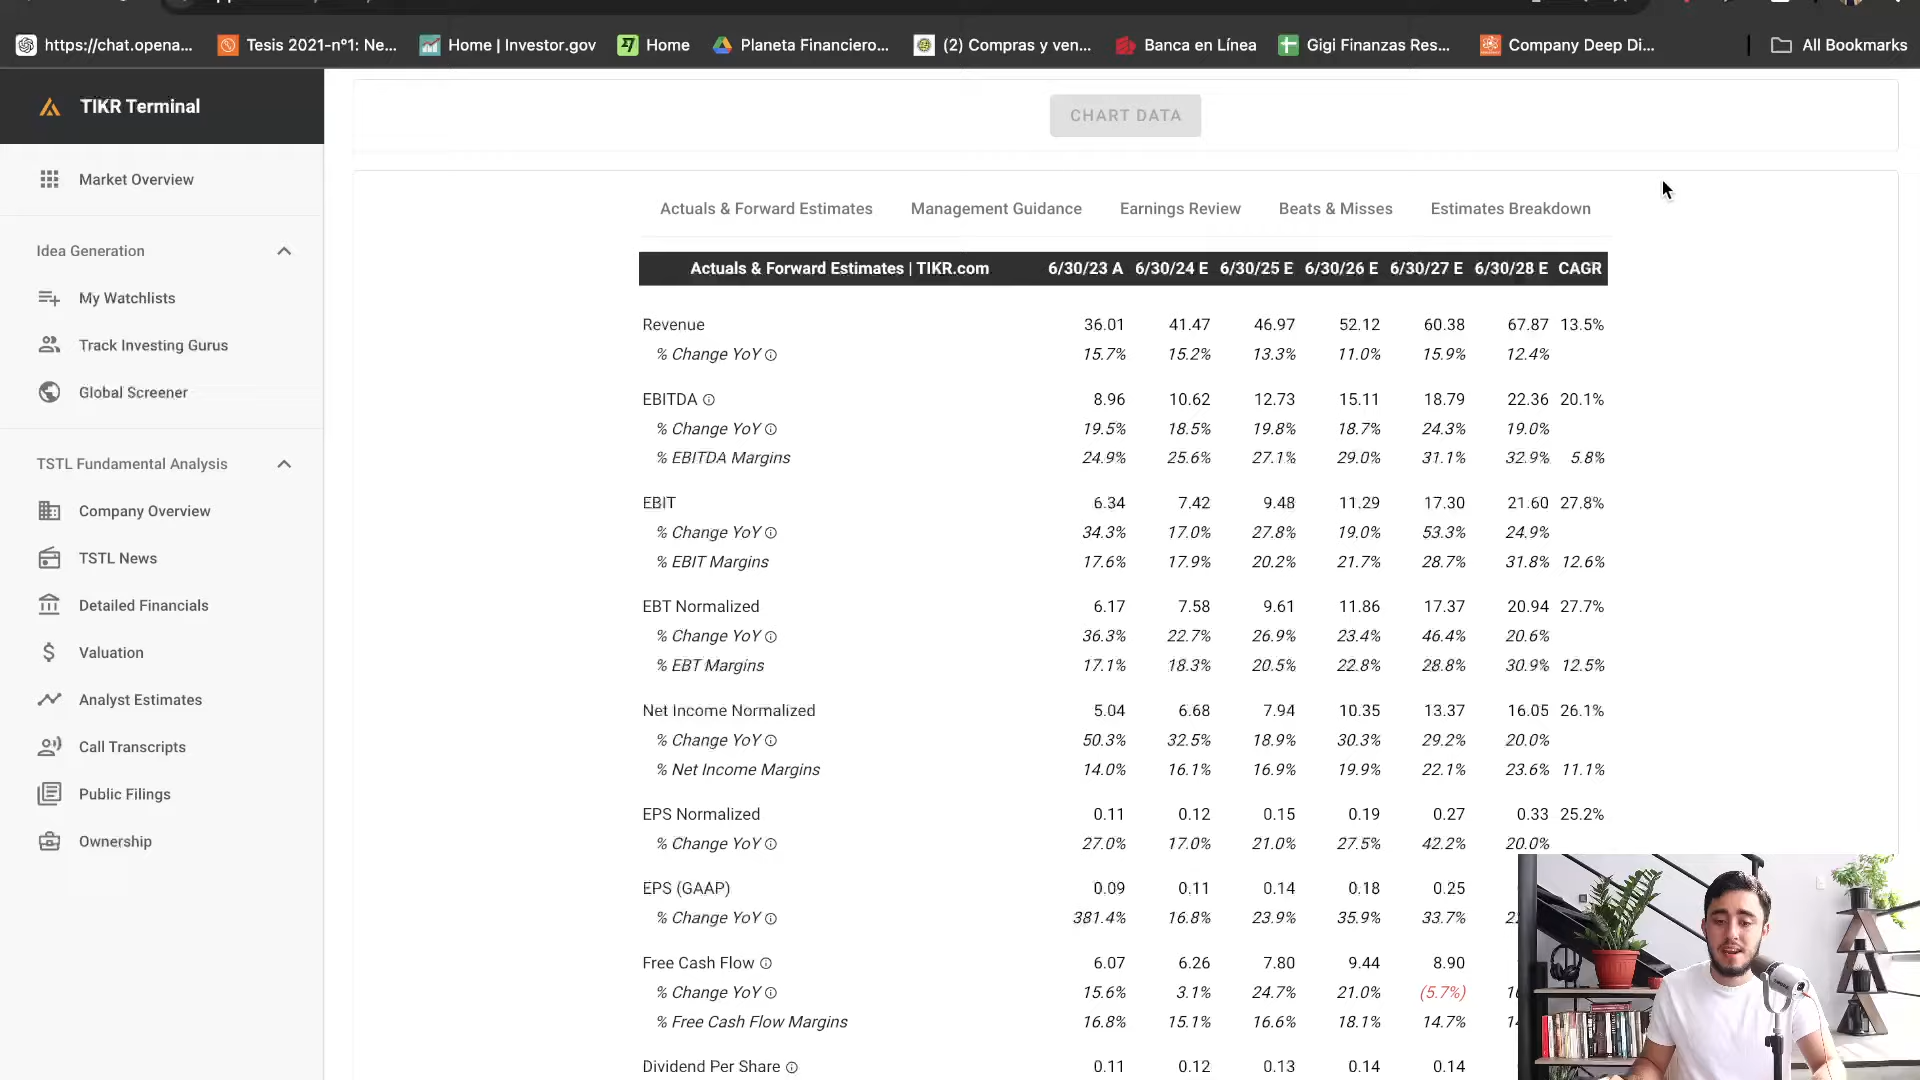 https://chat.opena... Tesis 2021-nº1: Ne... Home | Investor.gov Home Planeta Financiero... (2) Compras y ven... Banca en Línea Gigi Finanzas Res... Company Deep Di... All Bookmarks
TIKR Terminal
Market Overview
Idea Generation
My Watchlists
Track Investing Gurus
Global Screener
TSTL Fundamental Analysis
Company Overview
TSTL News
Detailed Financials
Valuation
Analyst Estimates
Call Transcripts
Public Filings
Ownership
CHART DATA
Actuals & Forward Estimates Management Guidance Earnings Review Beats & Misses Estimates Breakdown
Actuals & Forward Estimates | TIKR.com 6/30/23 A 6/30/24 E 6/30/25 E 6/30/26 E 6/30/27 E 6/30/28 E CAGR
Revenue 36.01 41.47 46.97 52.12 60.38 67.87 13.5%
% Change YoY 15.7% 15.2% 13.3% 11.0% 15.9% 12.4%
EBITDA 8.96 10.62 12.73 15.11 18.79 22.36 20.1%
% Change YoY 19.5% 18.5% 19.8% 18.7% 24.3% 19.0%
% EBITDA Margins 24.9% 25.6% 27.1% 29.0% 31.1% 32.9% 5.8%
EBIT 6.34 7.42 9.48 11.29 17.30 21.60 27.8%
% Change YoY 34.3% 17.0% 27.8% 19.0% 53.3% 24.9%
% EBIT Margins 17.6% 17.9% 20.2% 21.7% 28.7% 31.8% 12.6%
EBT Normalized 6.17 7.58 9.61 11.86 17.37 20.94 27.7%
% Change YoY 36.3% 22.7% 26.9% 23.4% 46.4% 20.6%
% EBT Margins 17.1% 18.3% 20.5% 22.8% 28.8% 30.9% 12.5%
Net Income Normalized 5.04 6.68 7.94 10.35 13.37 16.05 26.1%
% Change YoY 50.3% 32.5% 18.9% 30.3% 29.2% 20.0%
% Net Income Margins 14.0% 16.1% 16.9% 19.9% 22.1% 23.6% 11.1%
EPS Normalized 0.11 0.12 0.15 0.19 0.27 0.33 25.2%
% Change YoY 27.0% 17.0% 21.0% 27.5% 42.2% 20.0%
EPS (GAAP) 0.09 0.11 0.14 0.18 0.25
% Change YoY 381.4% 16.8% 23.9% 35.9% 33.7%
Free Cash Flow 6.07 6.26 7.80 9.44 8.90
% Change YoY 15.6% 3.1% 24.7% 21.0% (5.7%)
% Free Cash Flow Margins 16.8% 15.1% 16.6% 18.1% 14.7%
Dividend Per Share 0.11 0.12 0.13 0.14 0.14